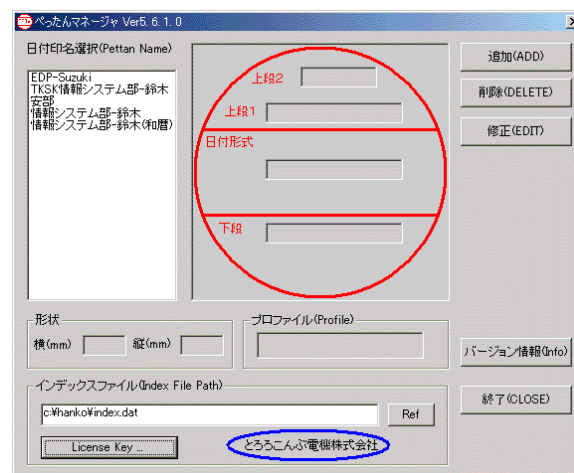 ぺったんマネージャ Ver5. 6. 1. 0
日付印名選択(Pettan Name)
EDP-Suzuki
TKSK情報システム部-鈴木
安部
情報システム部-鈴木
情報システム部-鈴木(和暦)
上段2
上段1
日付形式
下段
追加(ADD)
削除(DELETE)
修正(EDIT)
形状
横(mm)
縦(mm)
プロファイル(Profile)
バージョン情報(Info)
インデックスファイル(Index File Path)
c:¥hanko¥index.dat
Ref
終了(CLOSE)
License Key ...
とろろこんぶ電機株式会社